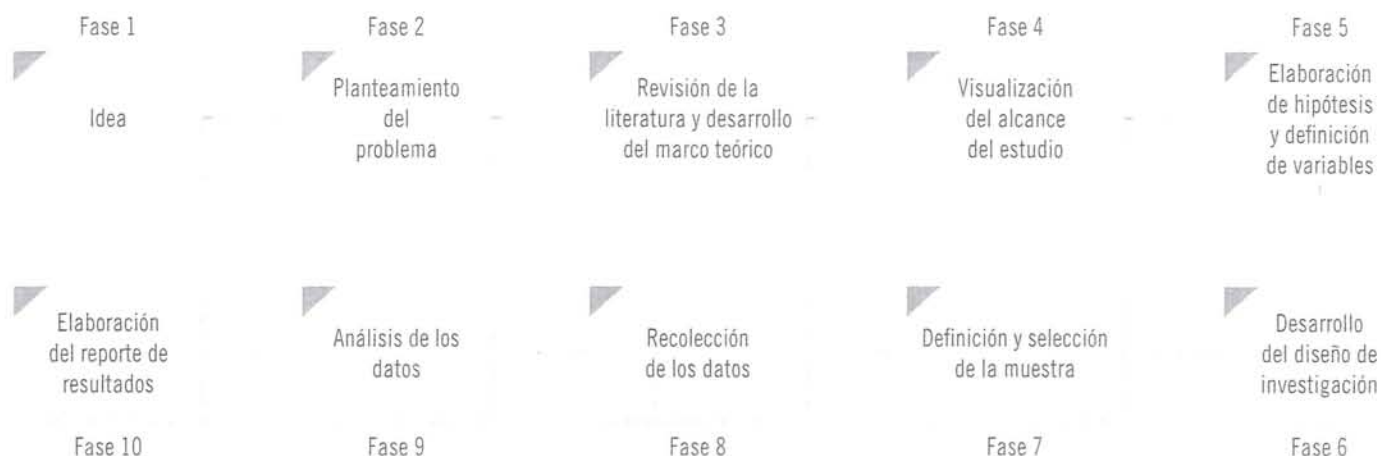 Fase 1
Idea
Fase 2
Planteamiento
del
problema
Fase 3
Revisión de la
literatura y desarrollo
del marco teórico
Fase 4
Visualización
del alcance
del estudio
Fase 5
Elaboración
de hipótesis
y definición
de variables
Elaboración
del reporte de
resultados
Fase 10
Análisis de los
datos
Fase 9
Recolección
de los datos
Fase 8
Definición y selección
de la muestra
Fase 7
Desarrollo
del diseño de
investigación
Fase 6